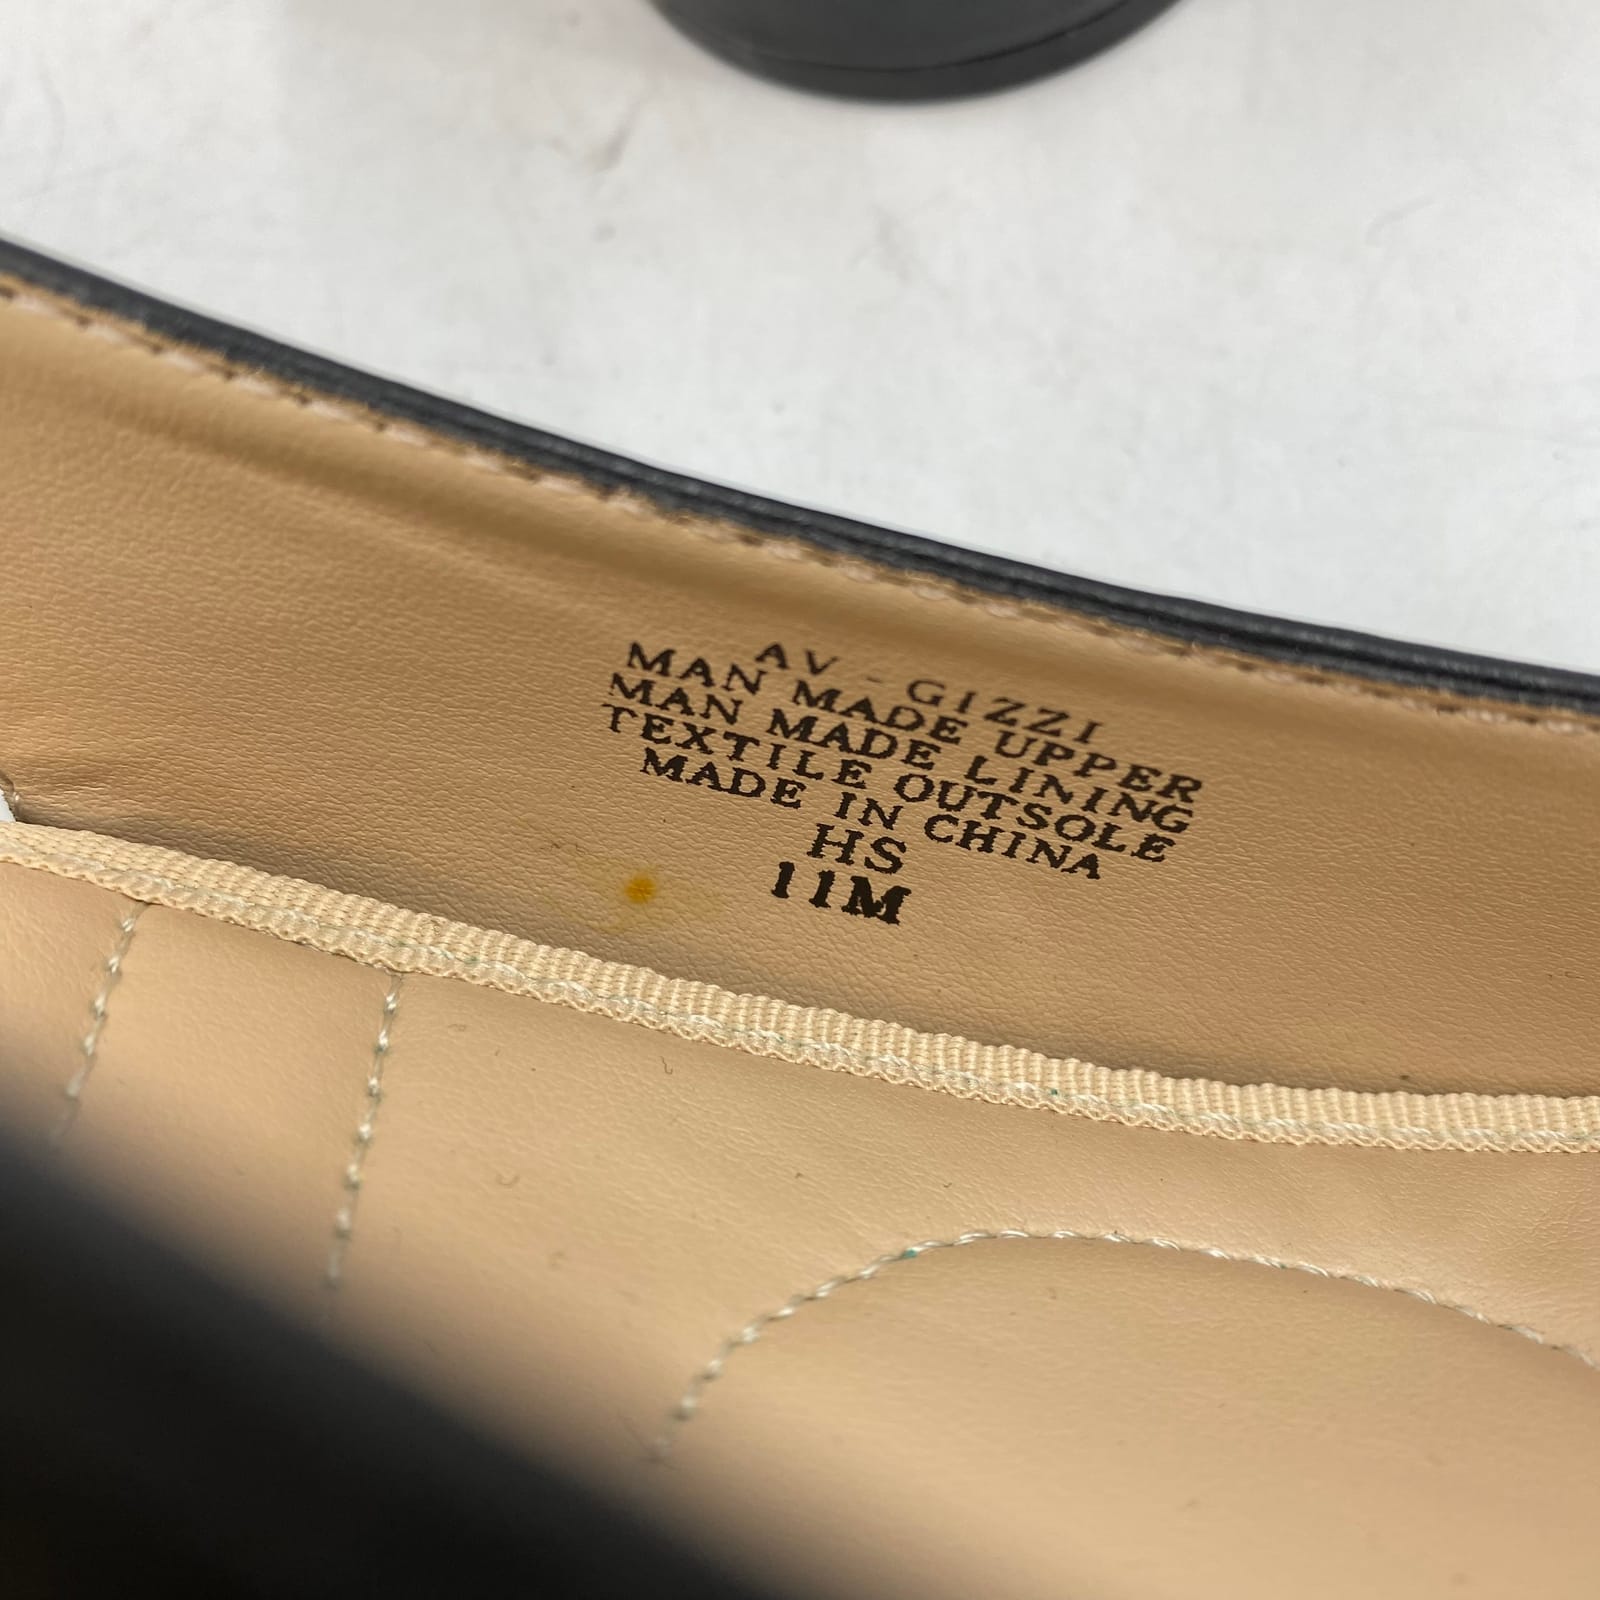 AV - GIZZI
MAN MADE UPPER
MAN MADE LINING
TEXTILE OUTSOLE
MADE IN CHINA
HS
11M